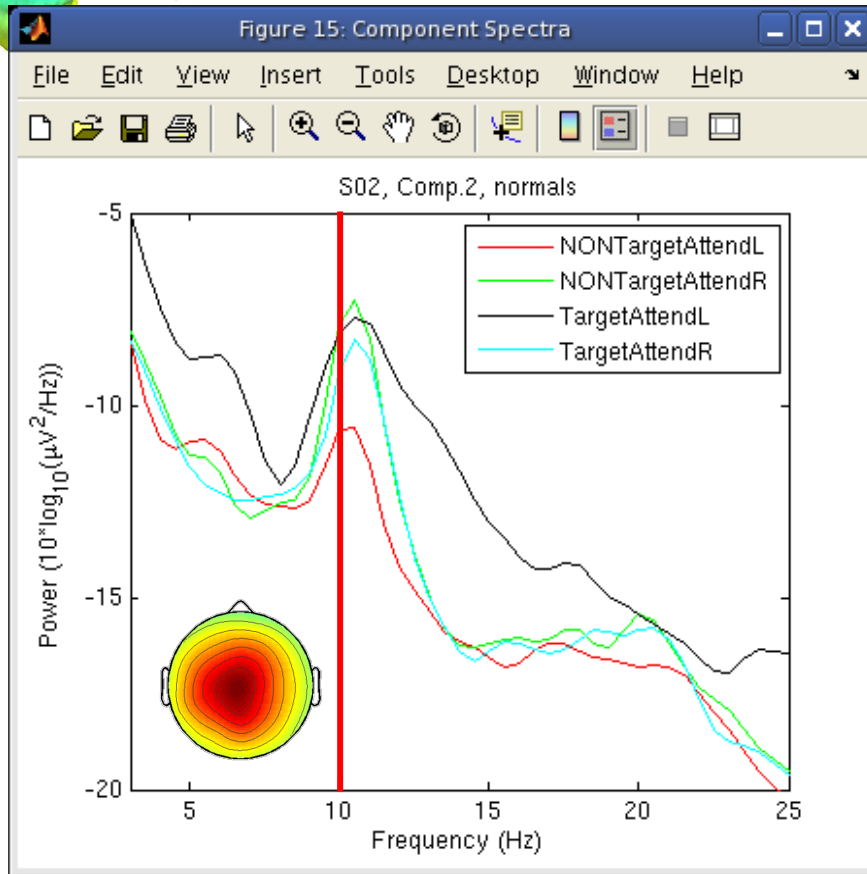 Figure 15: Component Spectra
File Edit View Insert Tools Desktop Window Help
S02, Comp.2, normals
-5
-10
-15
-20
Power (10*log10(µV²/Hz))
NONTargetAttendL
NONTargetAttendR
TargetAttendL
TargetAttendR
5 10 15 20 25
Frequency (Hz)